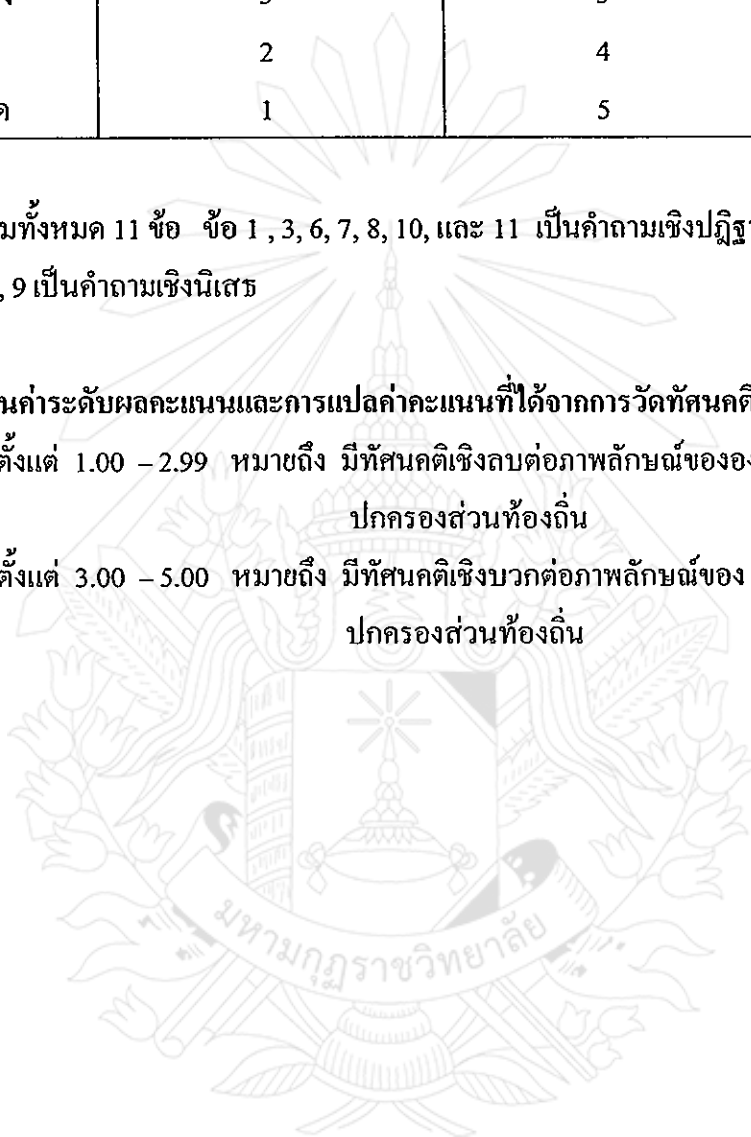 2 4
ด 1 5
มทั้งหมด 11 ข้อ ข้อ 1 , 3, 6, 7, 8, 10, และ 11 เป็นคำถามเชิงปฏิฐา
, 9 เป็นคำถามเชิงนิเสธ
นค่าระดับผลคะแนนและการแปลค่าคะแนนที่ได้จากการวัดทัศนคติ
ตั้งแต่ 1.00 – 2.99 หมายถึง มีทัศนคติเชิงลบต่อภาพลักษณ์ขององ
ปกครองส่วนท้องถิ่น
ตั้งแต่ 3.00 – 5.00 หมายถึง มีทัศนคติเชิงบวกต่อภาพลักษณ์ของ
ปกครองส่วนท้องถิ่น
มหามกุฏราชวิทยาลัย